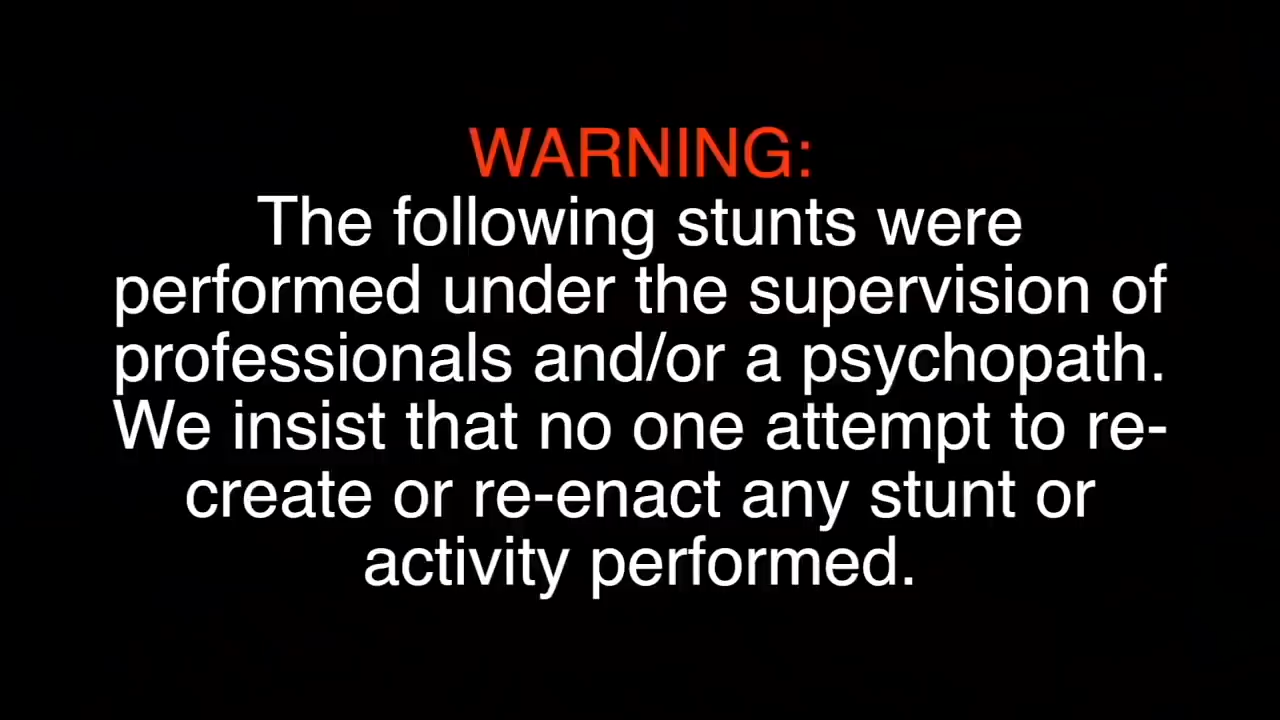 WARNING:
The following stunts were
performed under the supervision of
professionals and/or a psychopath.
We insist that no one attempt to re-
create or re-enact any stunt or
activity performed.